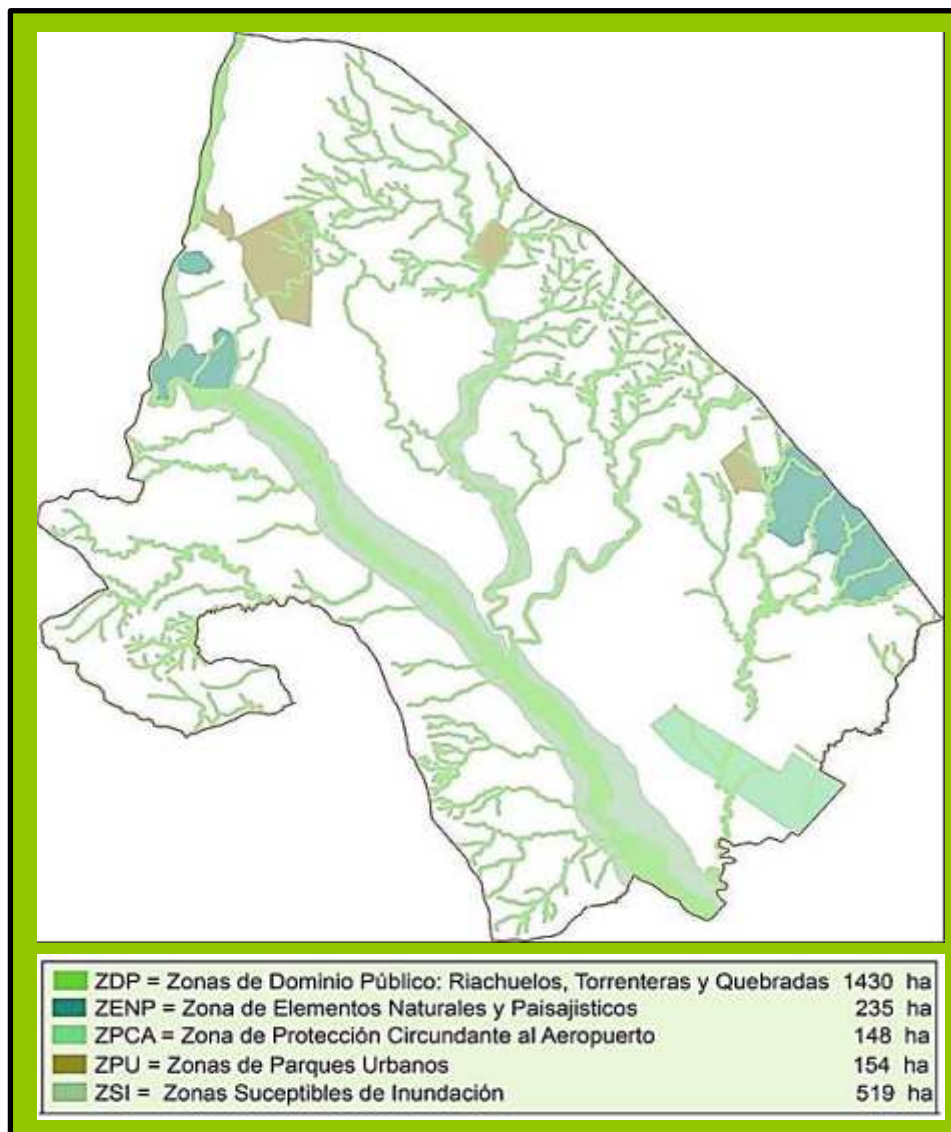 ZDP = Zonas de Dominio Público: Riachuelos, Torrenteras y Quebradas 1430 ha
ZENP = Zona de Elementos Naturales y Paisajisticos 235 ha
ZPCA = Zona de Protección Circundante al Aeropuerto 148 ha
ZPU = Zonas de Parques Urbanos 154 ha
ZSI = Zonas Suceptibles de Inundación 519 ha